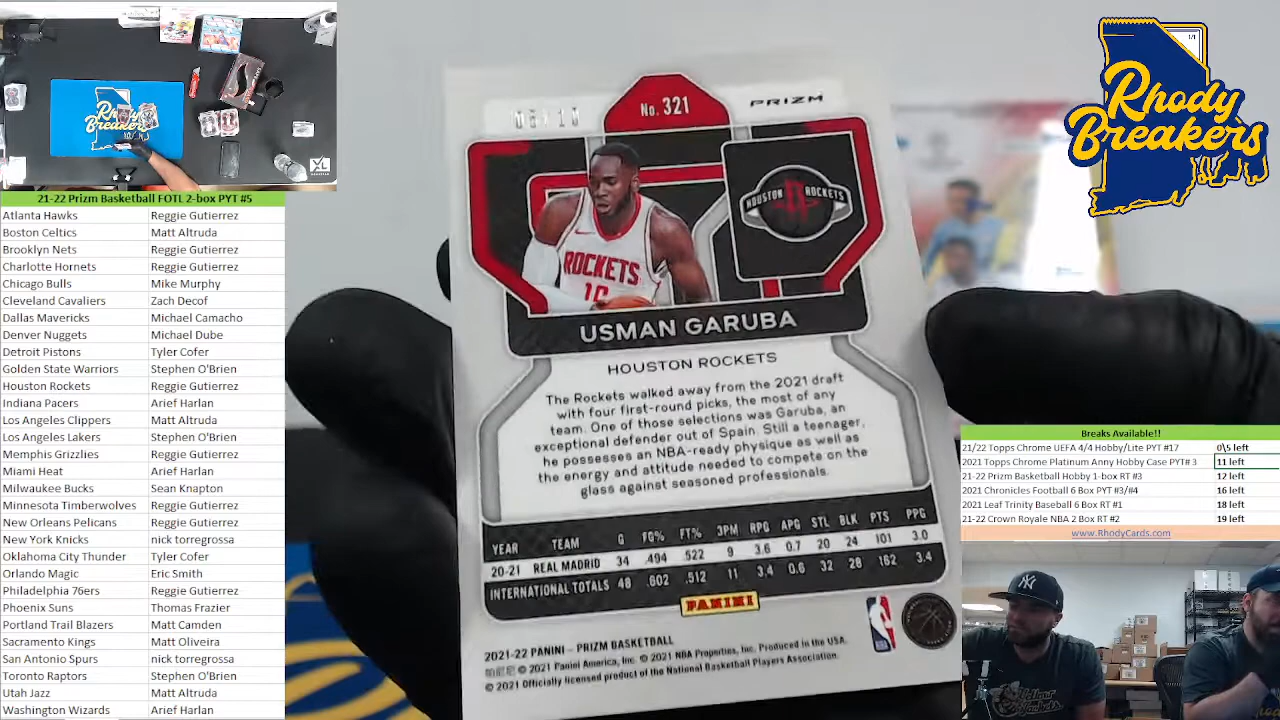 Rhody
Breakers
1/1
Rhody
Breakers
XL
21-22 Prizm Basketball FOTL 2-box PYT #5
Atlanta Hawks Reggie Gutierrez
Boston Celtics Matt Altruda
Brooklyn Nets Reggie Gutierrez
Charlotte Hornets Reggie Gutierrez
Chicago Bulls Mike Murphy
Cleveland Cavaliers Zach Decof
Dallas Mavericks Michael Camacho
Denver Nuggets Michael Dube
Detroit Pistons Tyler Cofer
Golden State Warriors Stephen O'Brien
Houston Rockets Reggie Gutierrez
Indiana Pacers Arief Harlan
Los Angeles Clippers Matt Altruda
Los Angeles Lakers Stephen O'Brien
Memphis Grizzlies Reggie Gutierrez
Miami Heat Arief Harlan
Milwaukee Bucks Sean Knapton
Minnesota Timberwolves Reggie Gutierrez
New Orleans Pelicans Reggie Gutierrez
New York Knicks nick torregrossa
Oklahoma City Thunder Tyler Cofer
Orlando Magic Eric Smith
Philadelphia 76ers Reggie Gutierrez
Phoenix Suns Thomas Frazier
Portland Trail Blazers Matt Camden
Sacramento Kings Matt Oliveira
San Antonio Spurs nick torregrossa
Toronto Raptors Stephen O'Brien
Utah Jazz Matt Altruda
Washington Wizards Arief Harlan
No. 321
PRIZM
HOUSTON ROCKETS
ROCKETS
16
USMAN GARUBA
HOUSTON ROCKETS
The Rockets walked away from the 2021 draft
with four first-round picks, the most of any
team. One of those selections was Garuba, an
exceptional defender out of Spain. Still a teenager,
he possesses an NBA-ready physique as well as
the energy and attitude needed to compete on the
glass against seasoned professionals.
YEAR TEAM G FG% FT% 3PM RPG APG STL BLK PTS PPG
20-21 REAL MADRID 34 .494 .522 9 3.6 0.7 20 24 101 3.0
INTERNATIONAL TOTALS 48 .602 .512 11 3.4 0.6 32 28 162 3.4
PANINI
2021-22 PANINI – PRIZM BASKETBALL
© 2021 Panini America, Inc. © 2021 NBA Properties, Inc. Produced in the USA.
© 2021 Officially licensed product of the National Basketball Players Association.
NBA
Breaks Available!!
21/22 Topps Chrome UEFA 4/4 Hobby/Lite PYT #17 0\5 left
2021 Topps Chrome Platinum Anny Hobby Case PYT# 3 11 left
21-22 Prizm Basketball Hobby 1-box RT #3 12 left
2021 Chronicles Football 6 Box PYT #3/#4 16 left
2021 Leaf Trinity Baseball 6 Box RT #1 18 left
21-22 Crown Royale NBA 2 Box RT #2 19 left
www.RhodyCards.com